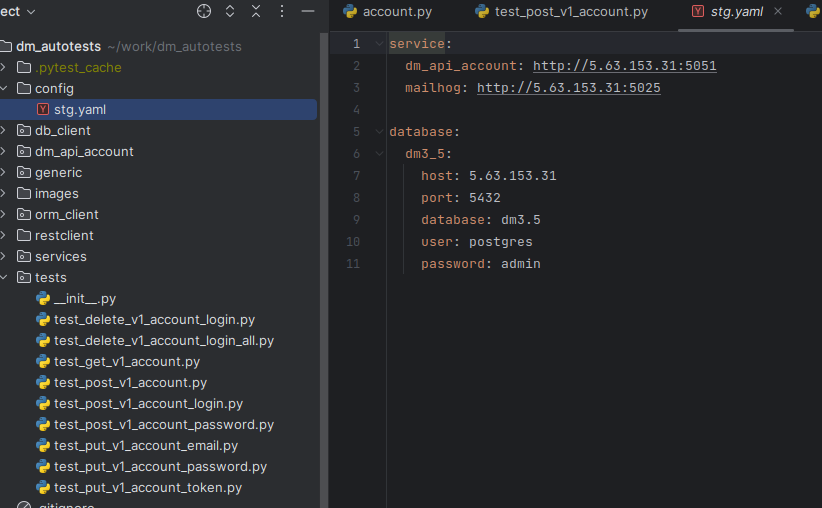 ect
account.py
test_post_v1_account.py
stg.yaml
dm_autotests ~/work/dm_autotests
.pytest_cache
config
stg.yaml
db_client
dm_api_account
generic
images
orm_client
restclient
services
tests
__init__.py
test_delete_v1_account_login.py
test_delete_v1_account_login_all.py
test_get_v1_account.py
test_post_v1_account.py
test_post_v1_account_login.py
test_post_v1_account_password.py
test_put_v1_account_email.py
test_put_v1_account_password.py
test_put_v1_account_token.py
.gitignore
1 service:
2 dm_api_account: http://5.63.153.31:5051
3 mailhog: http://5.63.153.31:5025
4
5 database:
6 dm3_5:
7 host: 5.63.153.31
8 port: 5432
9 database: dm3.5
10 user: postgres
11 password: admin